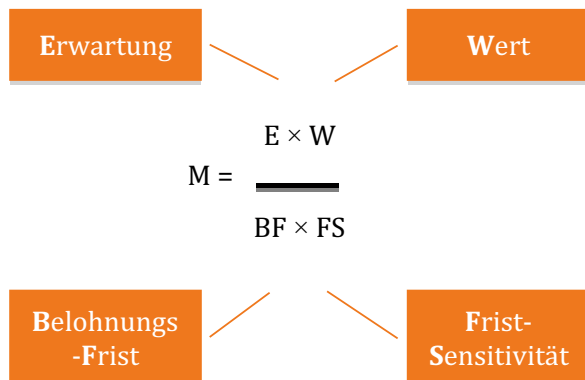 Erwartung
Wert
E × W
M =
BF × FS
Belohnungs
-Frist
Frist-
Sensitivität